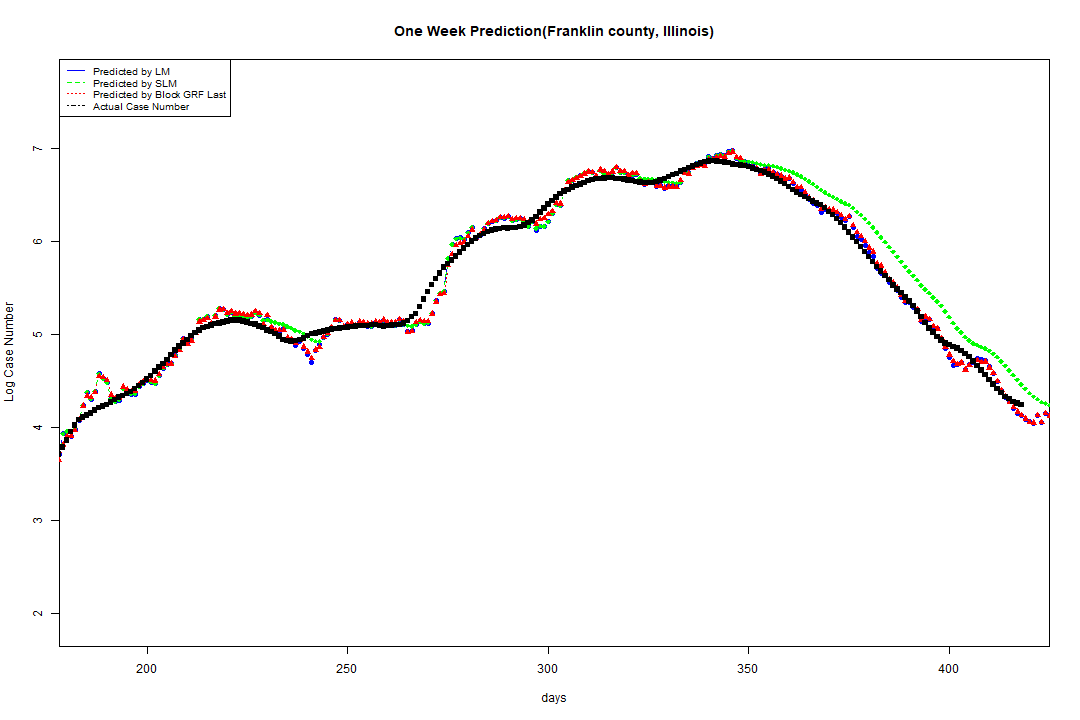 One Week Prediction(Franklin county, Illinois)
Predicted by LM
Predicted by SLM
Predicted by Block GRF Last
Actual Case Number
Log Case Number
7
6
5
4
3
2
200 250 300 350 400
days